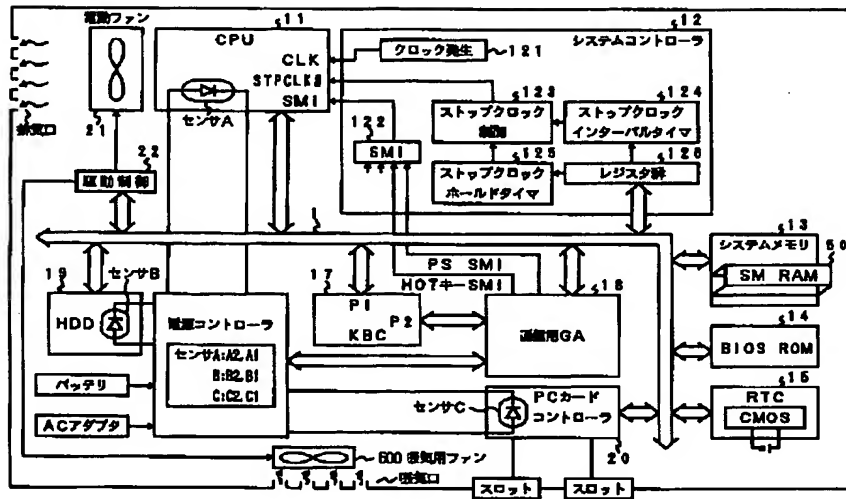 電動ファン
21
排気口
駆動制御
22
CPU
11
CLK
STPCLK#
SMI
センサA
システムコントローラ
12
クロック発生
121
122
SMI
ストップクロック
制御
123
ストップクロック
インターバルタイマ
124
ストップクロック
ホールドタイマ
125
レジスタ群
126
PS SMI
HOTキーSMI
システムメモリ
13
SM RAM
50
BIOS ROM
14
RTC
15
CMOS
HDD
19
センサB
電源コントローラ
センサA:A2,A1
B:B2,B1
C:C2,C1
バッテリ
ACアダプタ
17
P1
P2
KBC
18
センサC
PCカード
コントローラ
20
スロット
スロット
600 吸気用ファン
吸気口